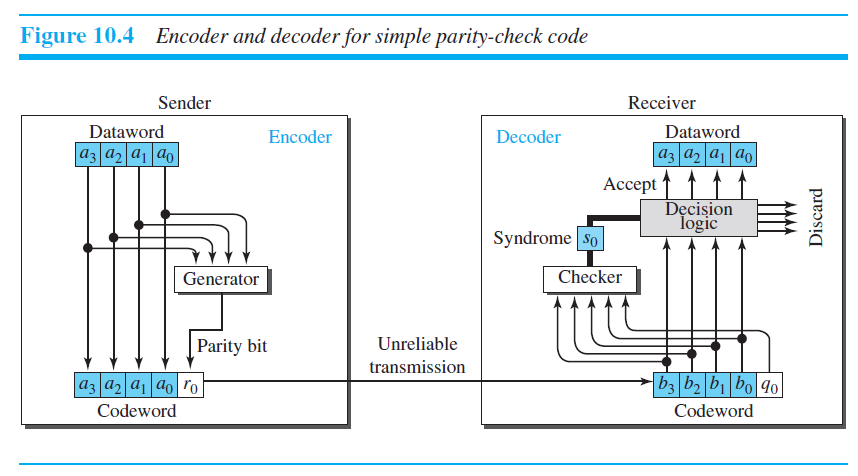 Figure 10.4 Encoder and decoder for simple parity-check code
Sender
Encoder
Dataword
a3 a2 a1 a0
Generator
Parity bit
a3 a2 a1 a0 r0
Codeword
Unreliable
transmission
Receiver
Decoder
Dataword
a3 a2 a1 a0
Accept
Decision
logic
Discard
Syndrome s0
Checker
b3 b2 b1 b0 q0
Codeword